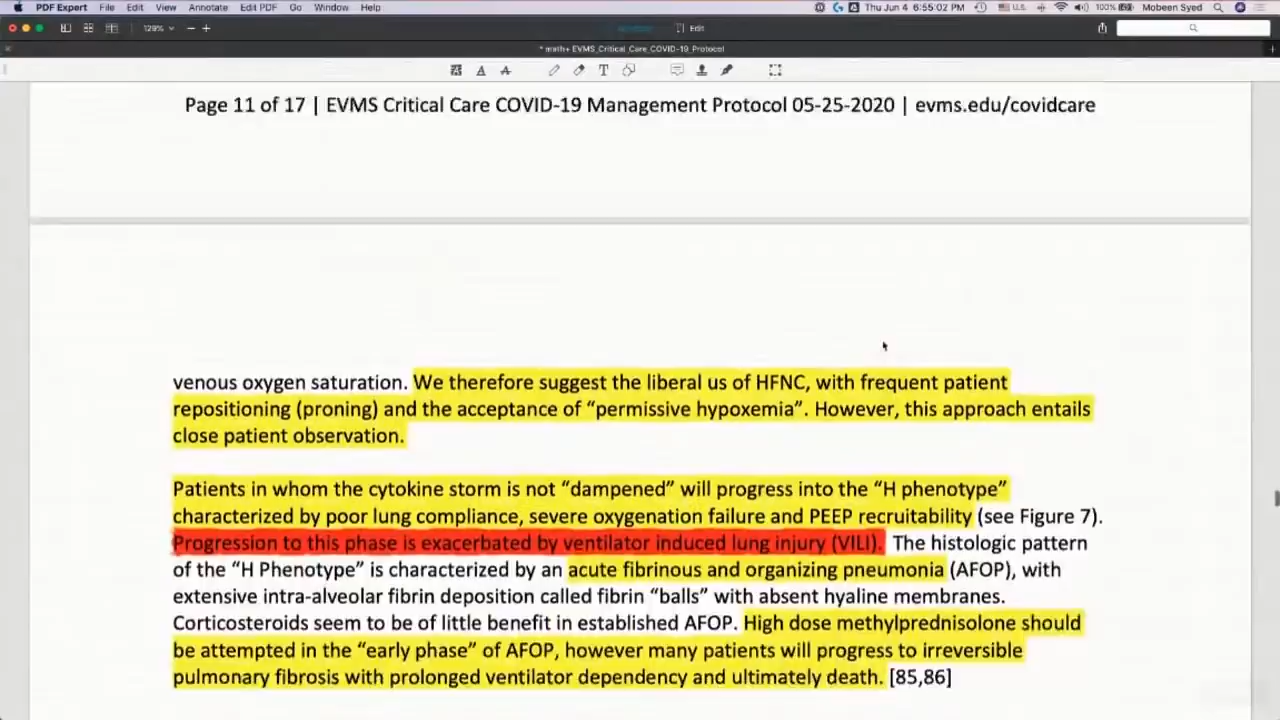 PDF Expert File Edit View Annotate Edit PDF Go Window Help U.S. 100% Thu Jun 4 6:55:02 PM Mobeen Syed
129% Edit
* math+ EVMS_Critical_Care_COVID-19_Protocol
Page 11 of 17 | EVMS Critical Care COVID-19 Management Protocol 05-25-2020 | evms.edu/covidcare
venous oxygen saturation. We therefore suggest the liberal us of HFNC, with frequent patient
repositioning (proning) and the acceptance of “permissive hypoxemia”. However, this approach entails
close patient observation.
Patients in whom the cytokine storm is not “dampened” will progress into the “H phenotype”
characterized by poor lung compliance, severe oxygenation failure and PEEP recruitability (see Figure 7).
Progression to this phase is exacerbated by ventilator induced lung injury (VILI). The histologic pattern
of the “H Phenotype” is characterized by an acute fibrinous and organizing pneumonia (AFOP), with
extensive intra-alveolar fibrin deposition called fibrin “balls” with absent hyaline membranes.
Corticosteroids seem to be of little benefit in established AFOP. High dose methylprednisolone should
be attempted in the “early phase” of AFOP, however many patients will progress to irreversible
pulmonary fibrosis with prolonged ventilator dependency and ultimately death. [85,86]